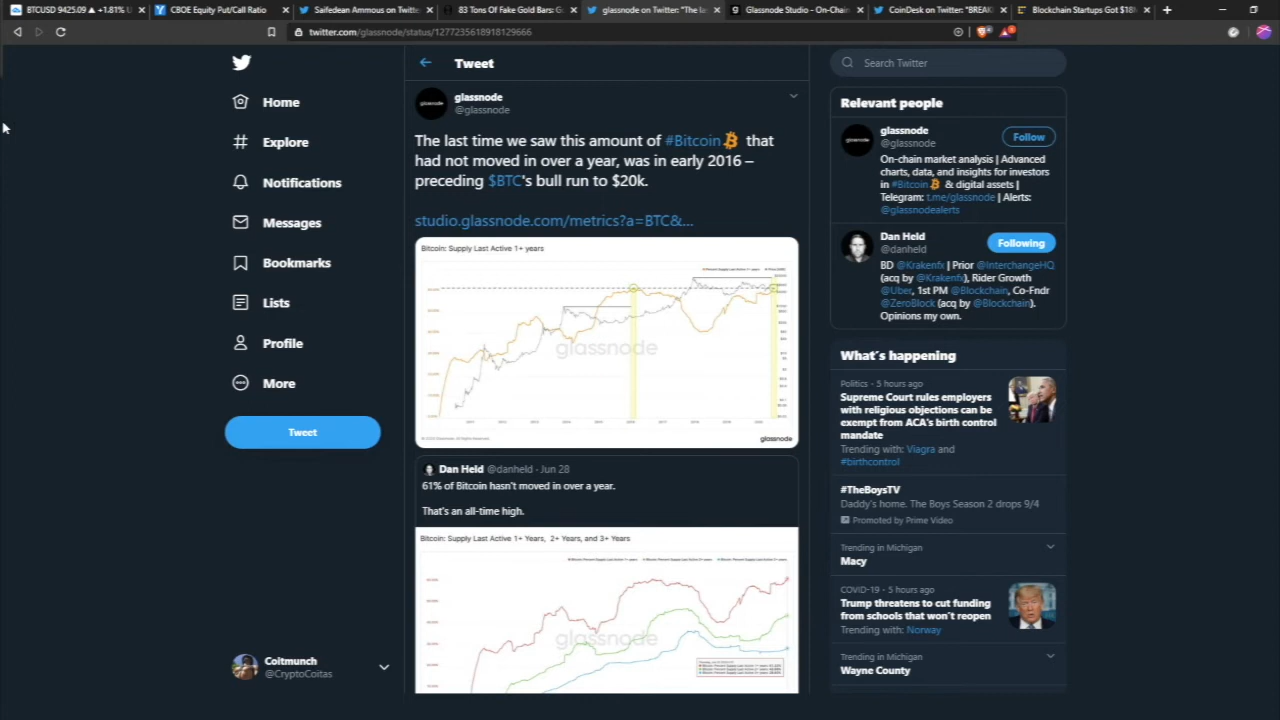 BTCUSD 9425.09 ▲ +1.81% U
CBOE Equity Put/Call Ratio
Saifedean Ammous on Twitter
83 Tons Of Fake Gold Bars: G
glassnode on Twitter: "The la
Glassnode Studio - On-Chain
CoinDesk on Twitter: "BREAK
Blockchain Startups Got $18
twitter.com/glassnode/status/1277235618918129666
Home
Explore
Notifications
Messages
Bookmarks
Lists
Profile
More
Tweet
Coltmunch
@CryptoCoitas
Tweet
glassnode
@glassnode
The last time we saw this amount of #Bitcoin that
had not moved in over a year, was in early 2016 –
preceding $BTC's bull run to $20k.
studio.glassnode.com/metrics?a=BTC&...
Bitcoin: Supply Last Active 1+ years
glassnode
glassnode
Dan Held @danheld · Jun 28
61% of Bitcoin hasn't moved in over a year.
That's an all-time high.
Bitcoin: Supply Last Active 1+ Years, 2+ Years, and 3+ Years
glassnode
Search Twitter
Relevant people
glassnode
@glassnode
Follow
On-chain market analysis | Advanced
charts, data, and insights for investors
in #Bitcoin & digital assets |
Telegram: t.me/glassnode | Alerts:
@glassnodealerts
Dan Held
@danheld
Following
BD @Krakenfx | Prior @InterchangeHQ
(acq by @Krakenfx), Rider Growth
@Uber, 1st PM @Blockchain, Co-Fndr
@ZeroBlock (acq by @Blockchain).
Opinions my own.
What's happening
Politics · 5 hours ago
Supreme Court rules employers
with religious objections can be
exempt from ACA's birth control
mandate
Trending with: Viagra and
#birthcontrol
#TheBoysTV
Daddy's home. The Boys Season 2 drops 9/4
Promoted by Prime Video
Trending in Michigan
Macy
COVID-19 · 5 hours ago
Trump threatens to cut funding
from schools that won't reopen
Trending with: Norway
Trending in Michigan
Wayne County